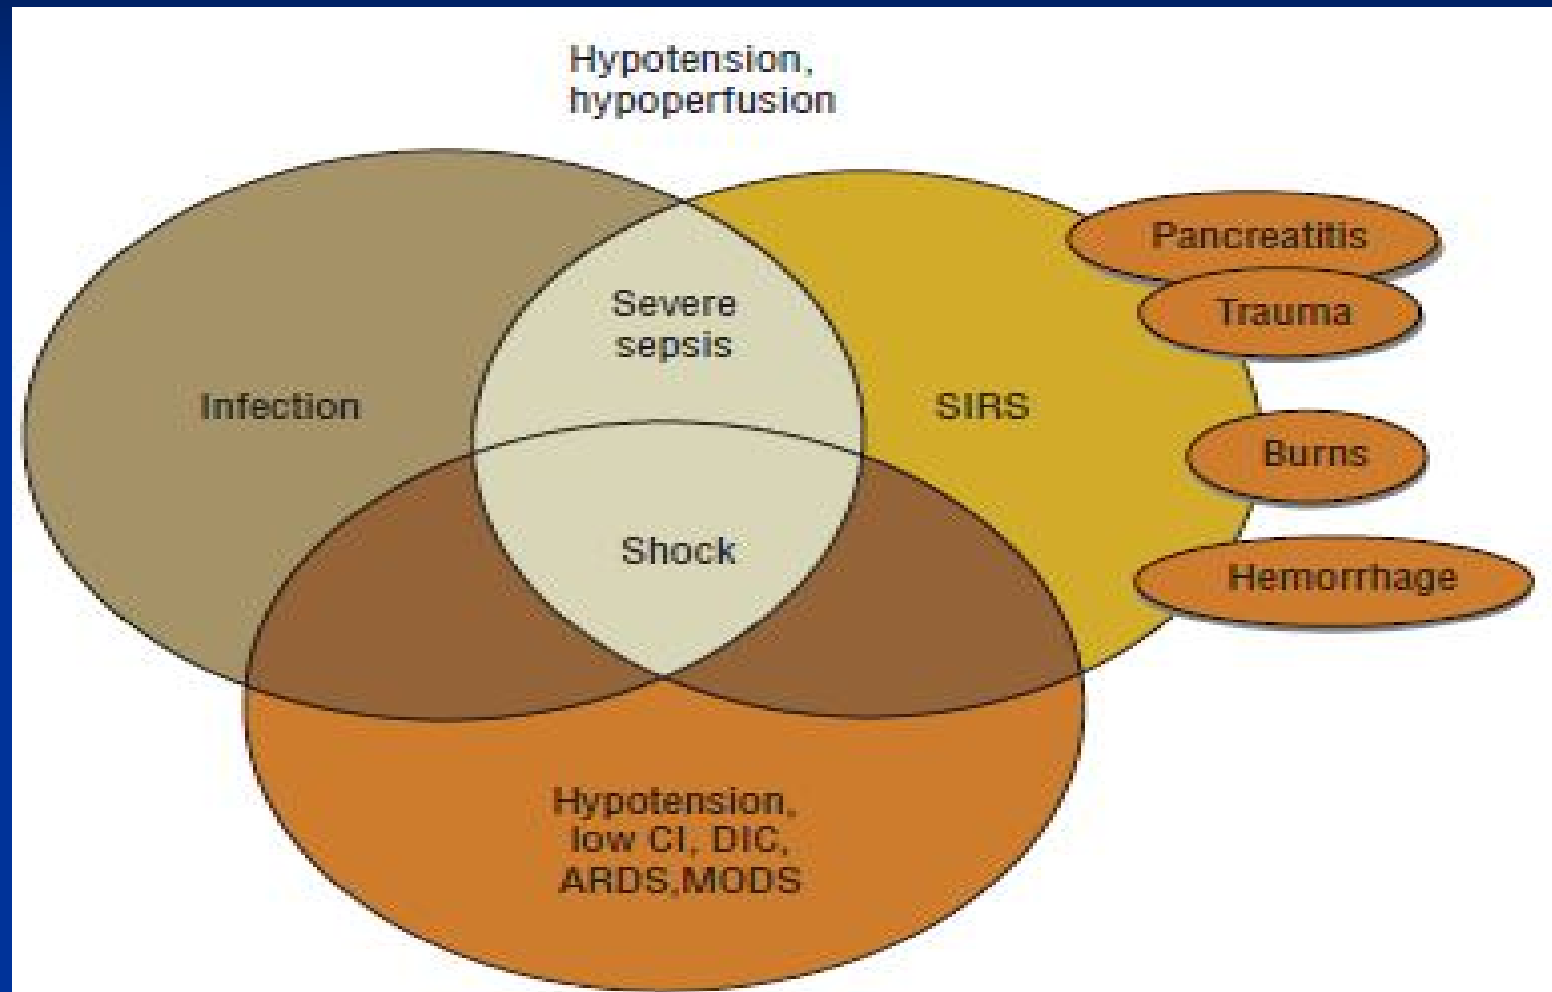 Hypotension,
hypoperfusion
Pancreatitis
Severe
sepsis
Trauma
Infection
SIRS
Burns
Shock
Hemorrhage
Hypotension,
low CI, DIC,
ARDS,MODS